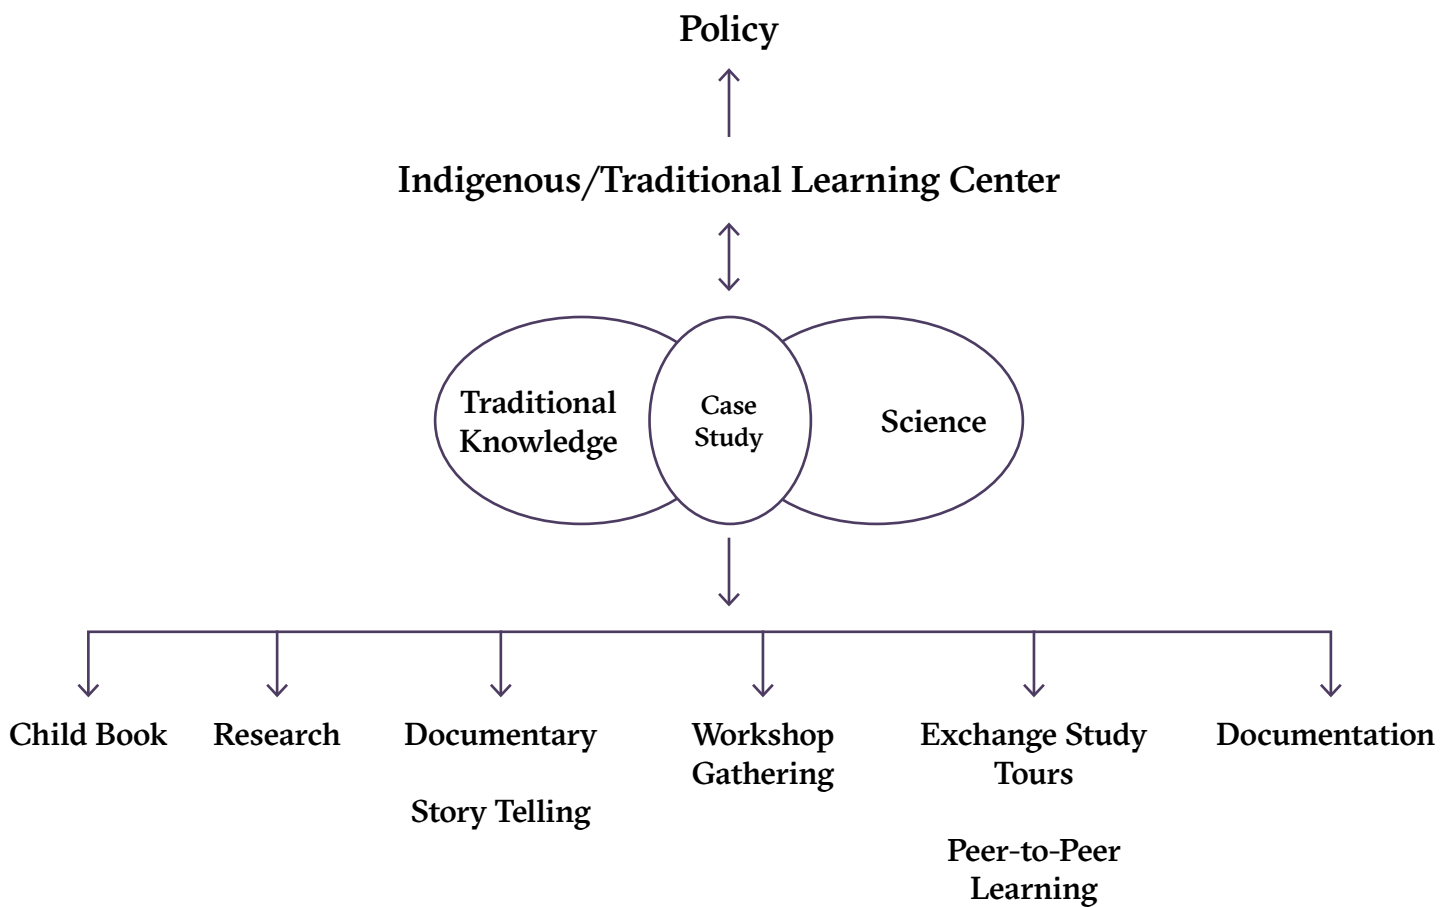 Policy
Indigenous/Traditional Learning Center
Traditional
Knowledge
Case
Study
Science
Child Book
Research
Documentary
Story Telling
Workshop
Gathering
Exchange Study
Tours
Peer-to-Peer
Learning
Documentation